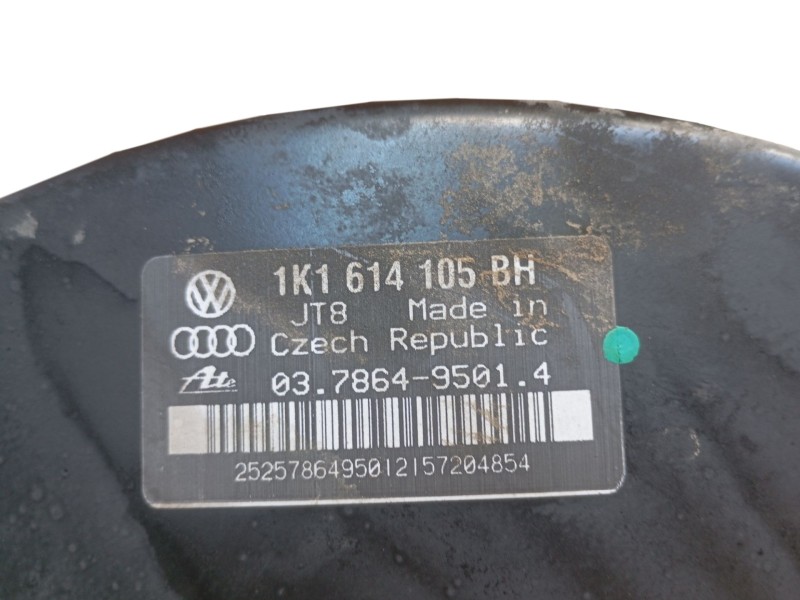 1K1 614 105 BH
JT8 Made in
Czech Republic
Ate 03.7864-9501.4
2525786495012157204854